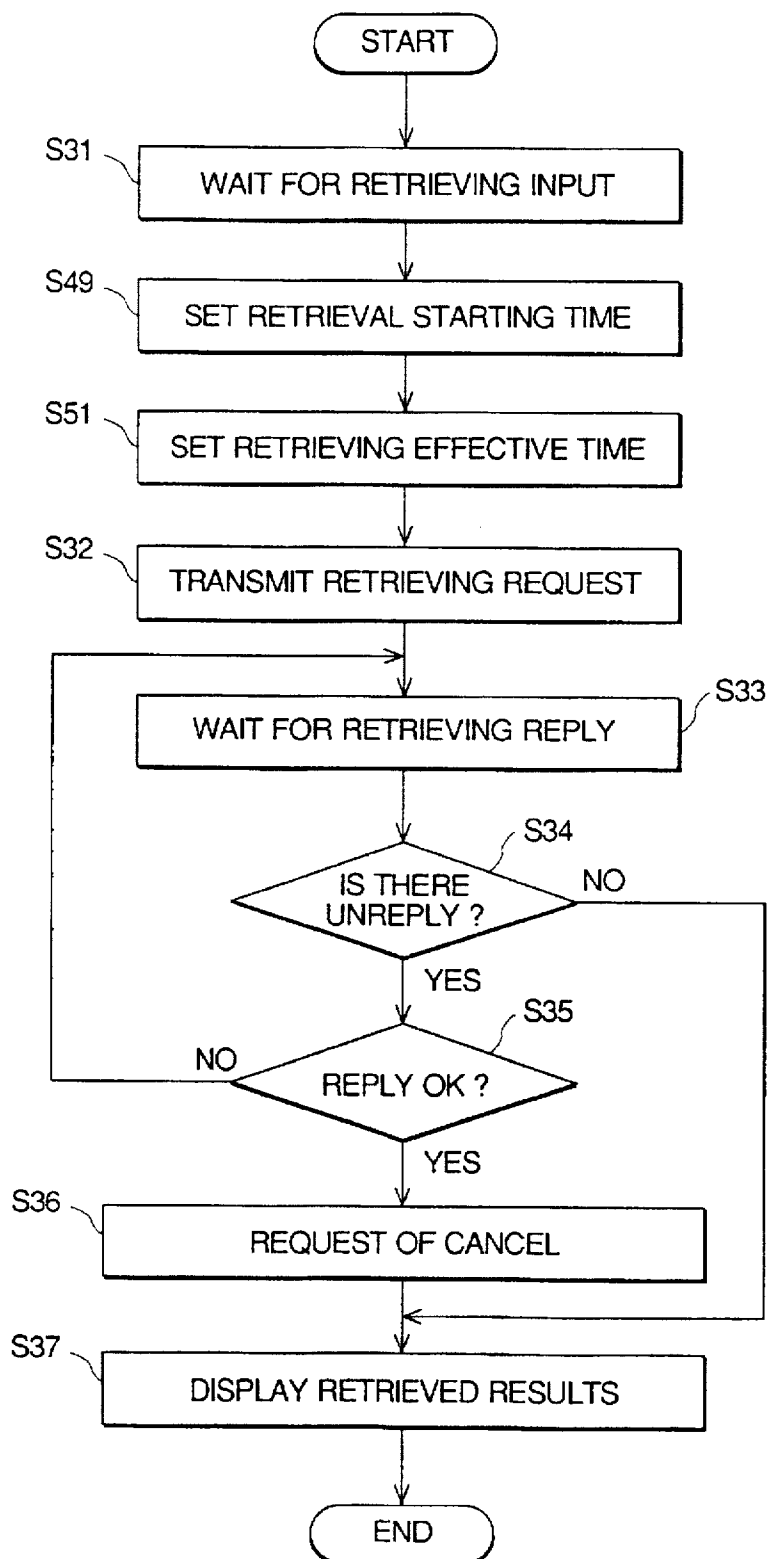 START
S31
WAIT FOR RETRIEVING INPUT
S49
SET RETRIEVAL STARTING TIME
S51
SET RETRIEVING EFFECTIVE TIME
S32
TRANSMIT RETRIEVING REQUEST
S33
WAIT FOR RETRIEVING REPLY
S34
IS THERE
UNREPLY ?
NO
YES
S35
NO
REPLY OK ?
YES
S36
REQUEST OF CANCEL
S37
DISPLAY RETRIEVED RESULTS
END